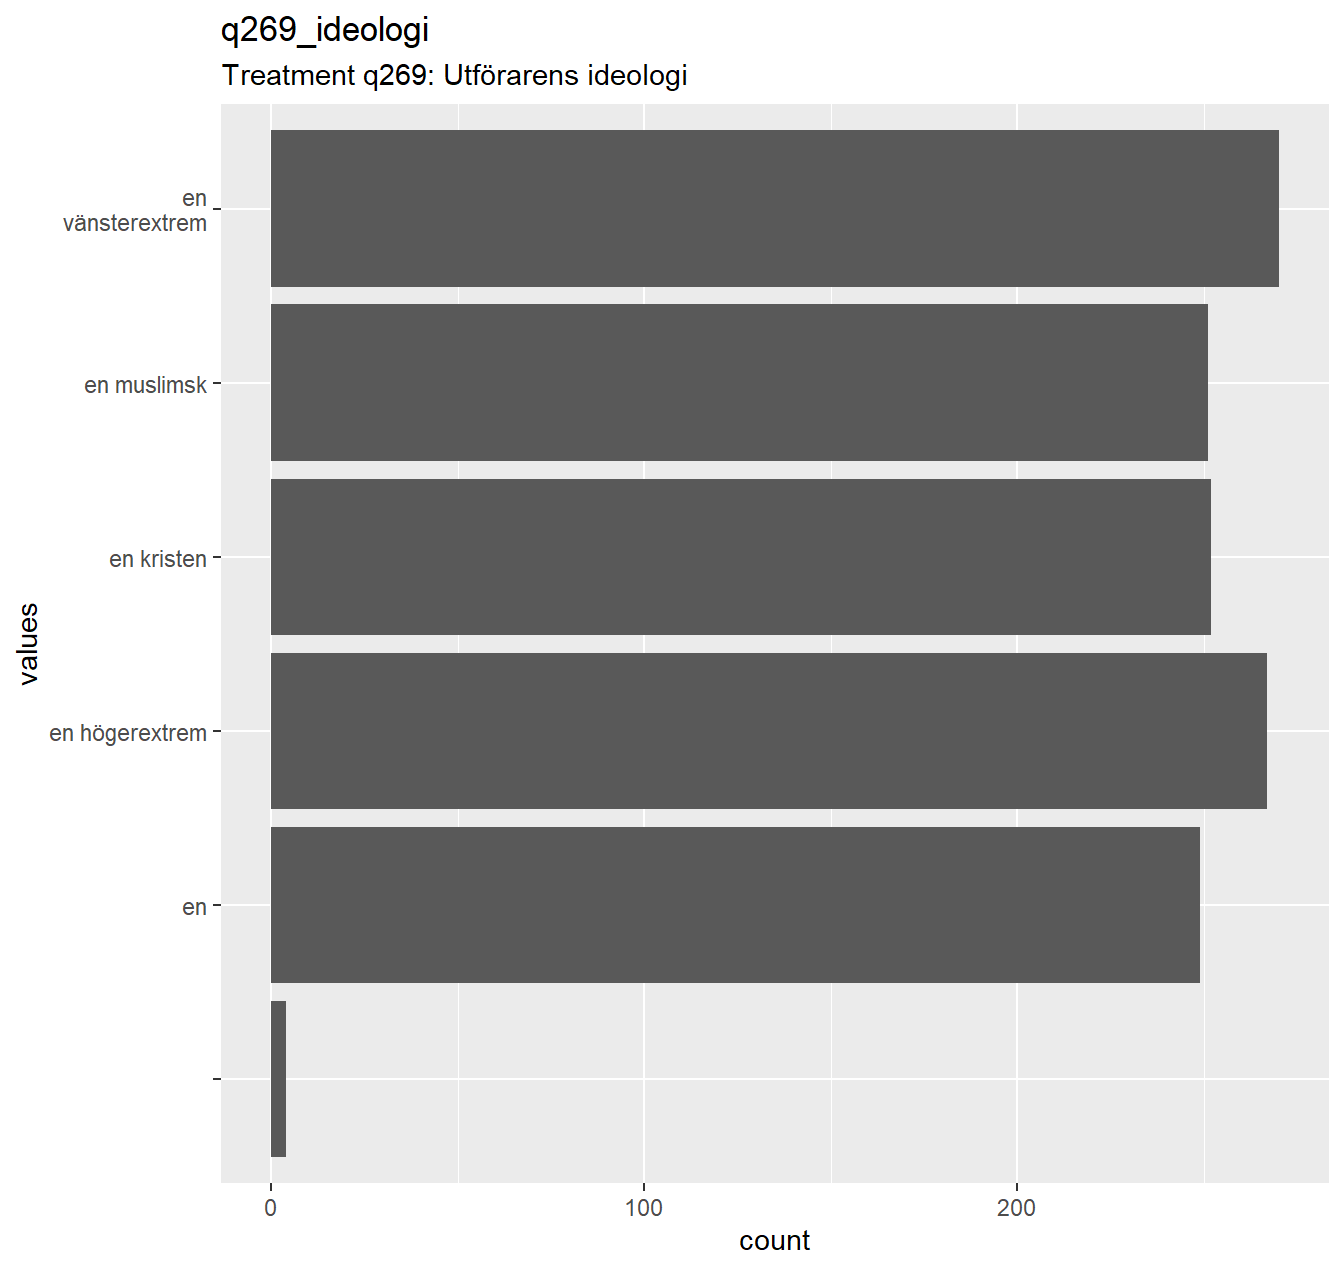 q269_ideologi
Treatment q269: Utförarens ideologi
en
vänsterextrem
en muslimsk
en kristen
en högerextrem
en
values
0
100
200
count